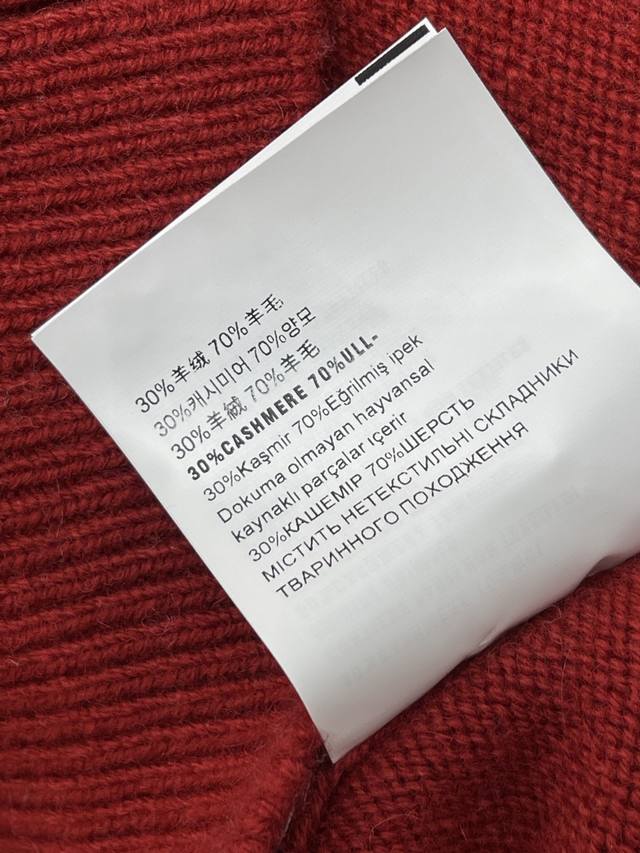 30%羊绒 70%羊毛
30%캐시미어 70%양모
30%羊絨 70%羊毛
30%CASHMERE 70%ULL-
30%Kaşmir 70%Eğrilmiş ipek
Dokuma olmayan hayvansal
kaynaklı parçalar ıçerir
30%КАШЕМІР 70%ШЕРСТЬ
МІСТИТЬ НЕТЕКСТИЛЬНІ СКЛАДНИКИ
ТВАРИННОГО ПОХОДЖЕННЯ